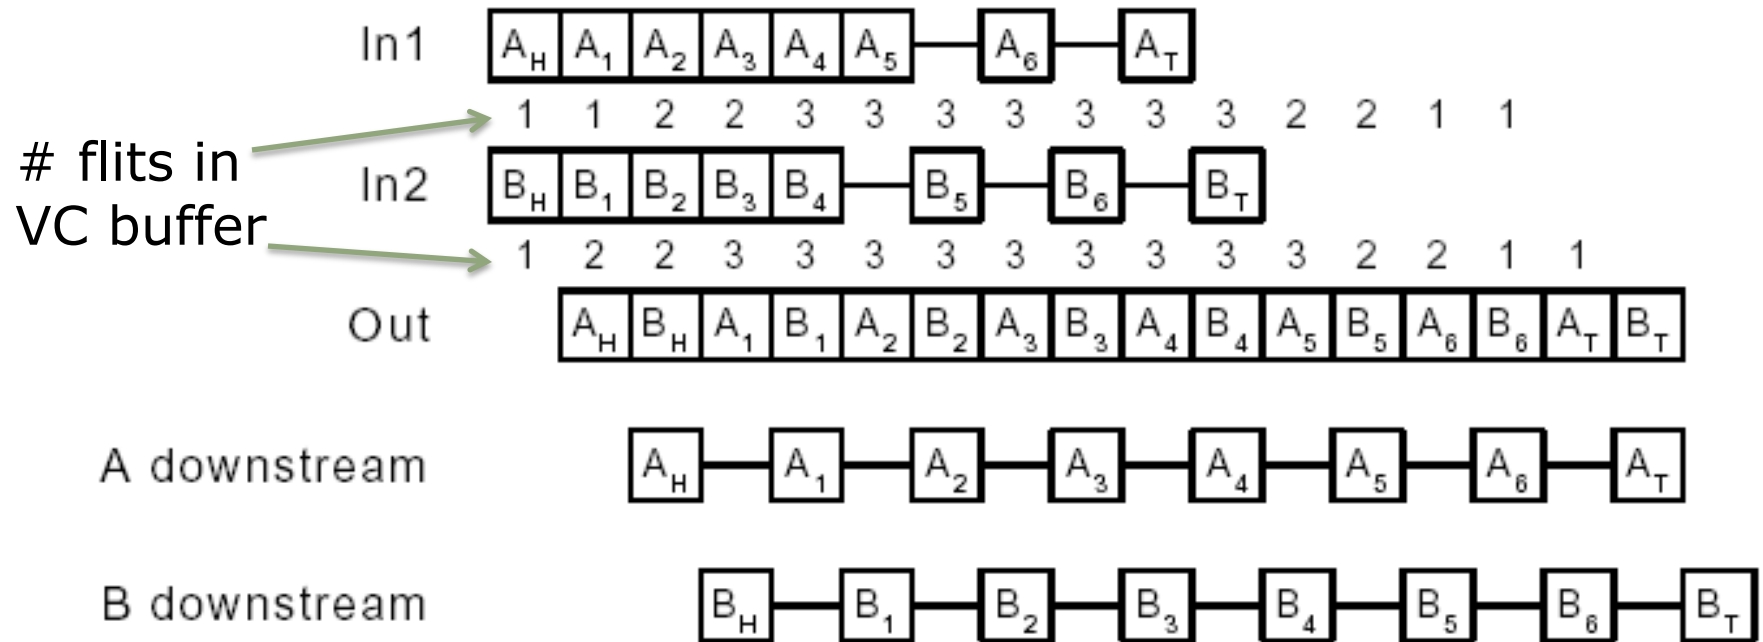 In1 A_H A_1 A_2 A_3 A_4 A_5 A_6 A_T
1 1 2 2 3 3 3 3 3 3 3 2 2 1 1
# flits in
VC buffer
In2 B_H B_1 B_2 B_3 B_4 B_5 B_6 B_T
1 2 2 3 3 3 3 3 3 3 3 3 2 2 1 1
Out A_H B_H A_1 B_1 A_2 B_2 A_3 B_3 A_4 B_4 A_5 B_5 A_6 B_6 A_T B_T
A downstream A_H A_1 A_2 A_3 A_4 A_5 A_6 A_T
B downstream B_H B_1 B_2 B_3 B_4 B_5 B_6 B_T